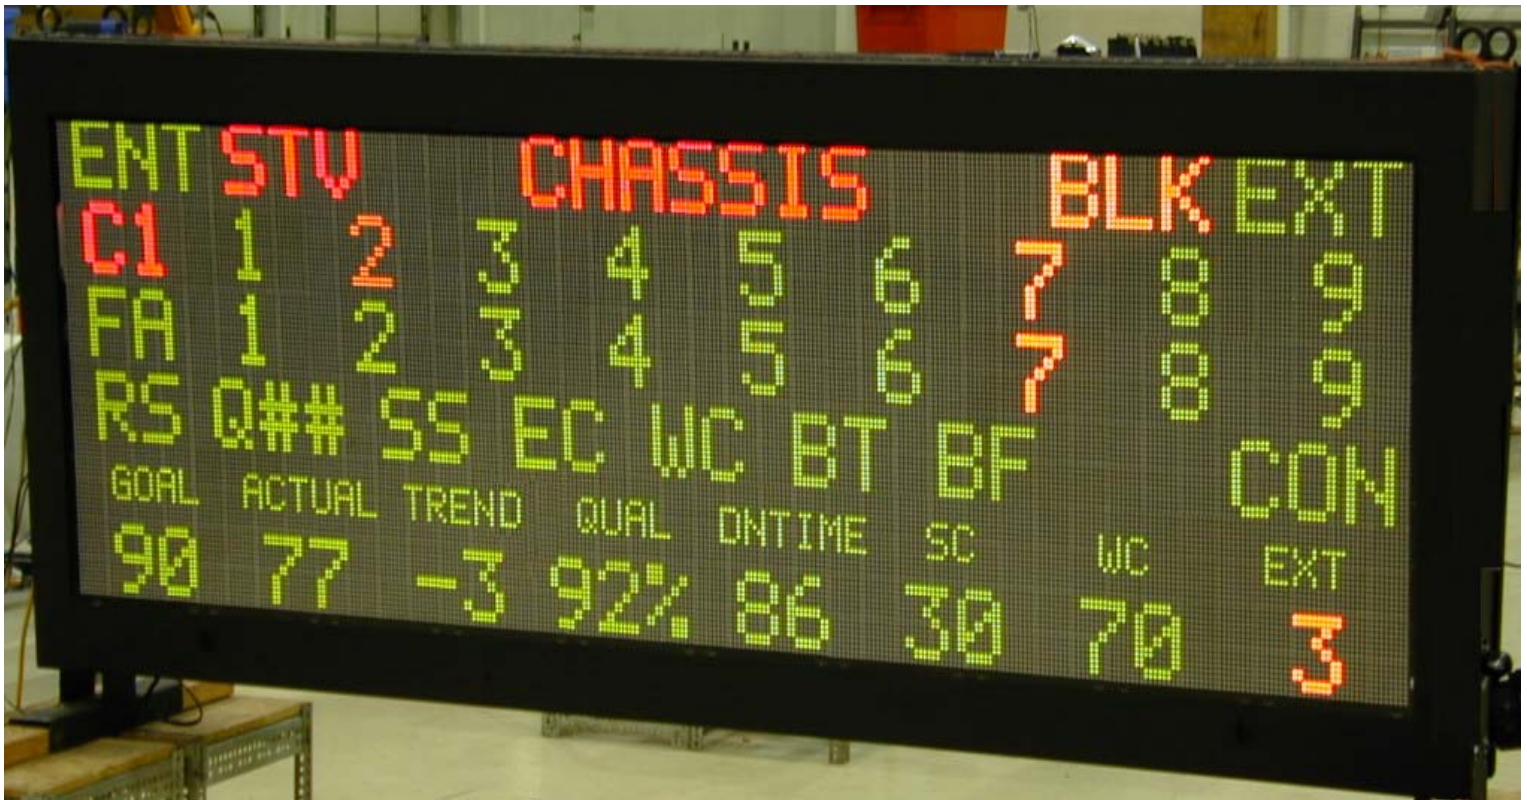 ENT STV CHASSIS BLK EXT
C1 1 2 3 4 5 6 7 8 9
FA 1 2 3 4 5 6 7 8 9
RS Q## SS EC WC BT BF CON
GOAL ACTUAL TREND QUAL DNTIME SC WC EXT
90 77 -3 92% 86 30 70 3